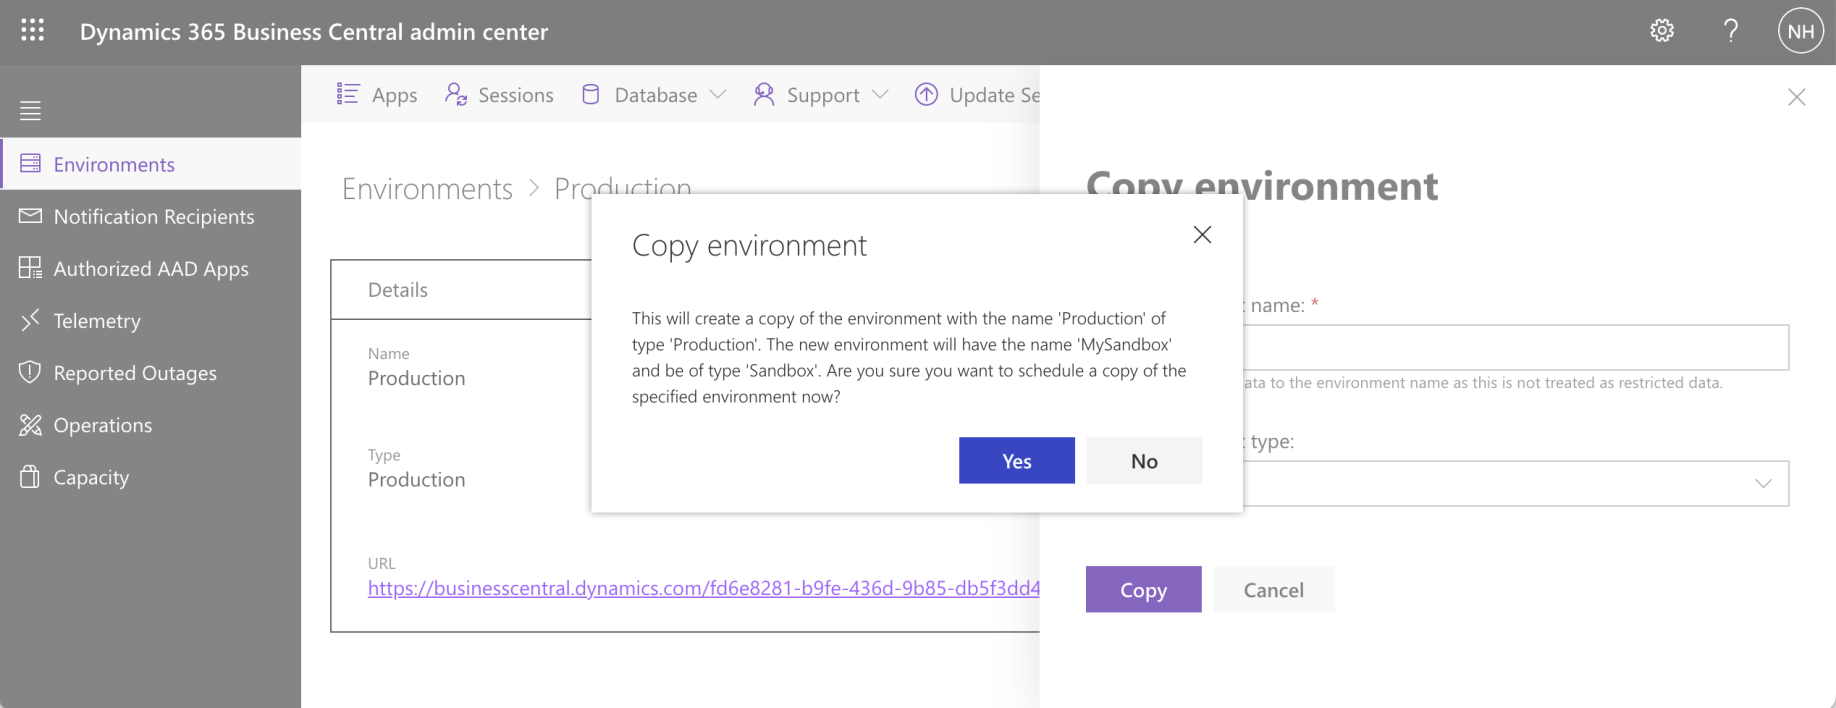 Dynamics 365 Business Central admin center
?
NH
Apps
Sessions
Database
Support
Update Se
Environments
Notification Recipients
Authorized AAD Apps
Telemetry
Reported Outages
Operations
Capacity
Environments > Production
Details
Name
Production
Type
Production
URL
https://businesscentral.dynamics.com/fd6e8281-b9fe-436d-9b85-db5f3dd4
Copy environment
This will create a copy of the environment with the name 'Production' of
type 'Production'. The new environment will have the name 'MySandbox'
and be of type 'Sandbox'. Are you sure you want to schedule a copy of the
specified environment now?
Yes
No
Copy environment
name: *
ata to the environment name as this is not treated as restricted data.
type:
Copy
Cancel